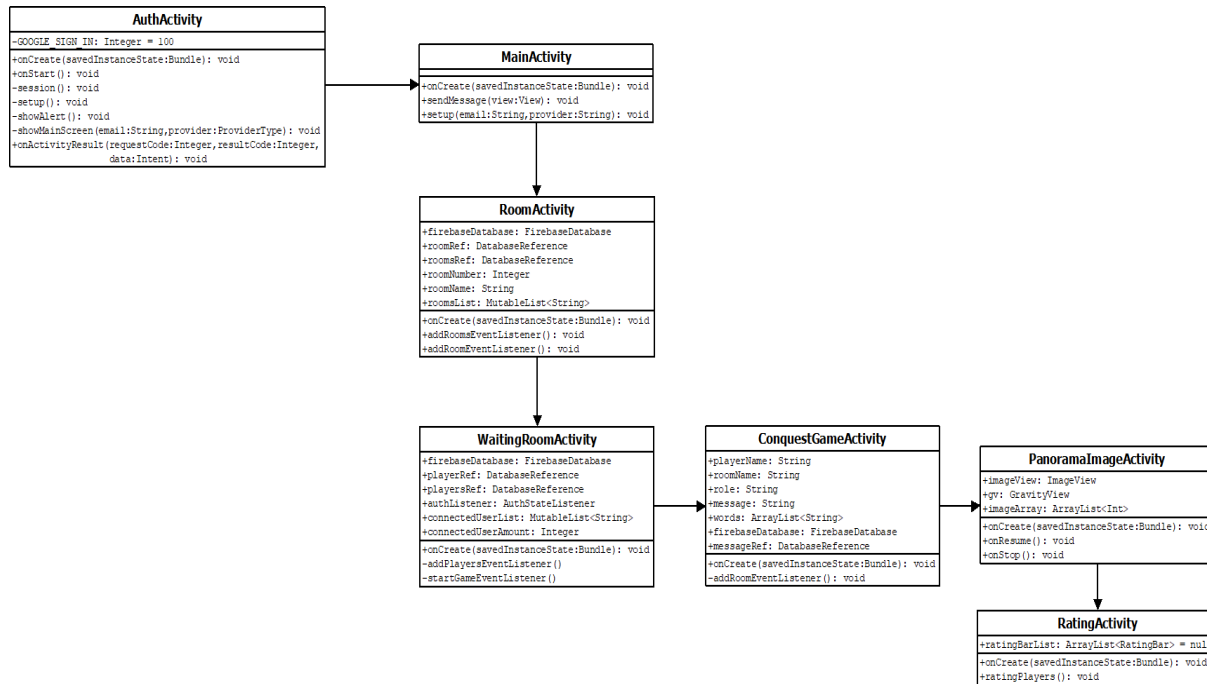 AuthActivity
-GOOGLE_SIGN_IN: Integer = 100
+onCreate(savedInstanceState:Bundle): void
+onStart(): void
-session(): void
-setup(): void
-showAlert(): void
-showMainScreen(email:String,provider:ProviderType): void
+onActivityResult(requestCode:Integer,resultCode:Integer,
data:Intent): void
MainActivity
+onCreate(savedInstanceState:Bundle): void
+sendMessage(view:View): void
+setup(email:String,provider:String): void
RoomActivity
+firebaseDatabase: FirebaseDatabase
+roomRef: DatabaseReference
+roomsRef: DatabaseReference
+roomNumber: Integer
+roomName: String
+roomsList: MutableList<String>
+onCreate(savedInstanceState:Bundle): void
+addRoomsEventListener(): void
+addRoomEventListener(): void
WaitingRoomActivity
+firebaseDatabase: FirebaseDatabase
+playerRef: DatabaseReference
+playersRef: DatabaseReference
+authListener: AuthStateListener
+connectedUserList: MutableList<String>
+connectedUserAmount: Integer
+onCreate(savedInstanceState:Bundle): void
-addPlayersEventListener()
-startGameEventListener()
ConquestGameActivity
+playerName: String
+roomName: String
+role: String
+message: String
+words: ArrayList<String>
+firebaseDatabase: FirebaseDatabase
+messageRef: DatabaseReference
+onCreate(savedInstanceState:Bundle): void
-addRoomEventListener(): void
PanoramaImageActivity
+imageView: ImageView
+gv: GravityView
+imageArray: ArrayList<Int>
+onCreate(savedInstanceState:Bundle): void
+onResume(): void
+onStop(): void
RatingActivity
+ratingBarList: ArrayList<RatingBar> = nul
+onCreate(savedInstanceState:Bundle): void
+ratingPlayers(): void